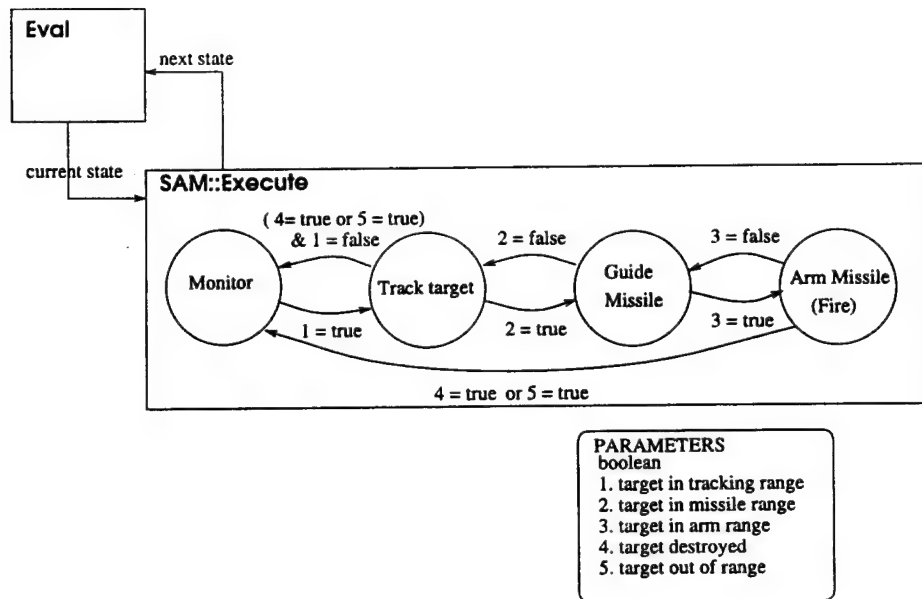 Eval
next state
current state
SAM::Execute
( 4= true or 5 = true)
& 1 = false
2 = false
3 = false
Monitor
Track target
Guide
Missile
Arm Missile
(Fire)
1 = true
2 = true
3 = true
4 = true or 5 = true
PARAMETERS
boolean
1. target in tracking range
2. target in missile range
3. target in arm range
4. target destroyed
5. target out of range